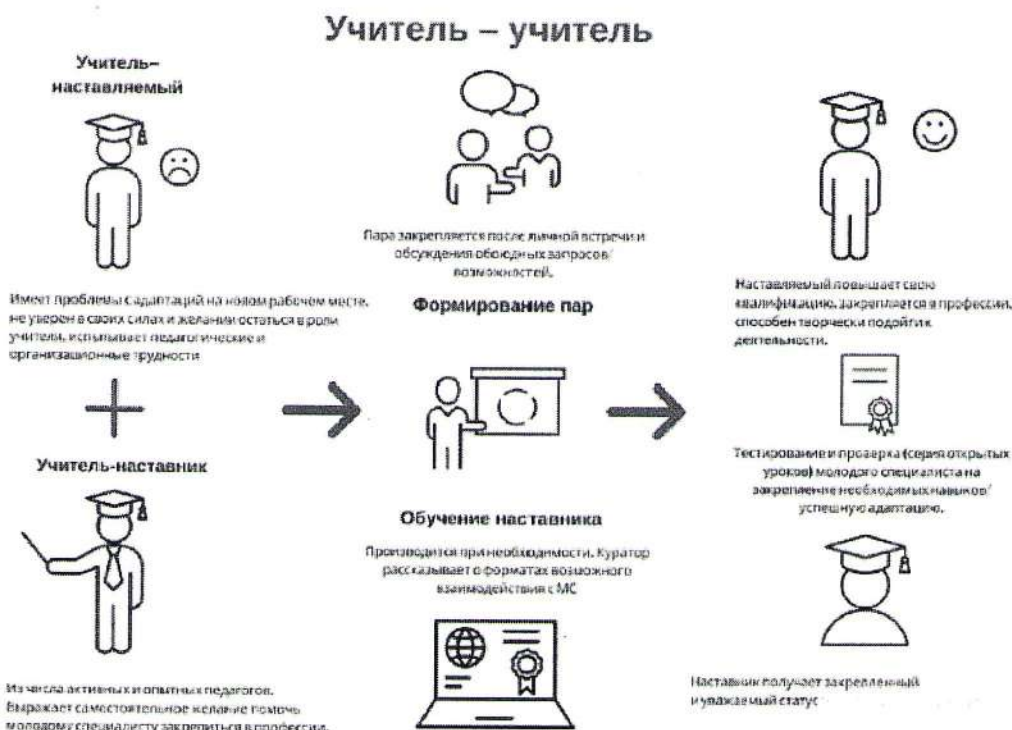 Учитель – учитель
Учитель–
наставляемый
Имеет проблемы с адаптацией на новом рабочем месте,
не уверен в своих силах и желании остаться в роли
учителя, испытывает педагогические и
организационные трудности
Учитель-наставник
Из числа активных и опытных педагогов.
Выражает самостоятельное желание помочь
молодому специалисту закрепиться в профессии.
Пара закрепляется после личной встречи и
обсуждения обоюдных запросов/
возможностей.
Формирование пар
Обучение наставника
Производится при необходимости. Куратор
рассказывает о форматах возможного
взаимодействия с МС
Наставляемый повышает свою
квалификацию, закрепляется в профессии,
способен творчески подойти к
деятельности.
Тестирование и проверка (серия открытых
уроков) молодого специалиста на
закрепление необходимых навыков/
успешную адаптацию.
Наставник получает закрепленный
и уважаемый статус